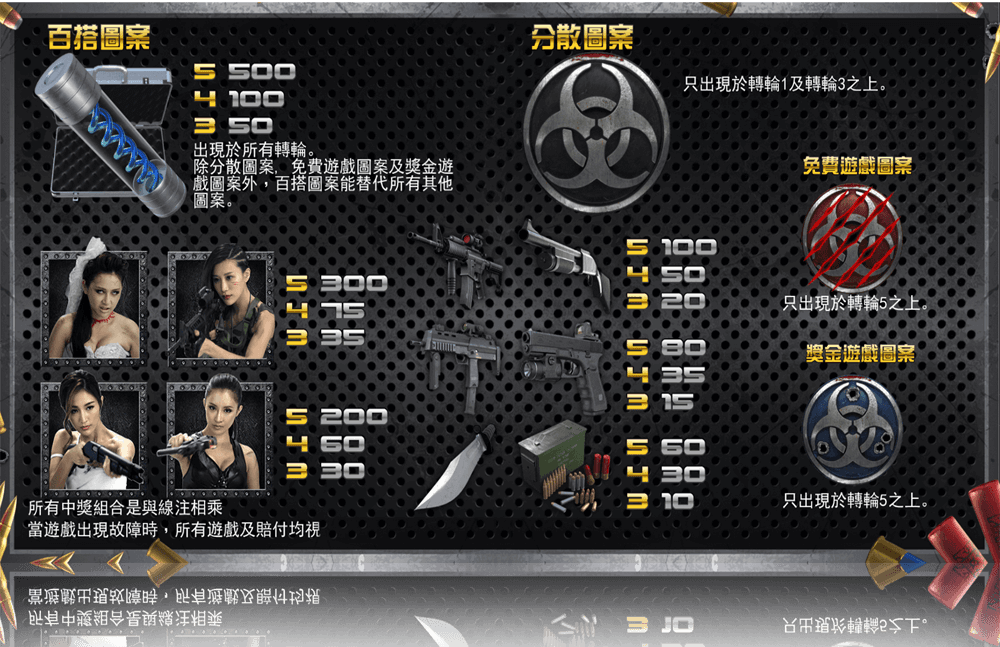 百搭圖案
5 500
4 100
3 50
出現於所有轉輪。
除分散圖案, 免費遊戲圖案及獎金遊
戲圖案外，百搭圖案能替代所有其他
圖案。
分散圖案
只出現於轉輪1及轉輪3之上。
免費遊戲圖案
只出現於轉輪5之上。
獎金遊戲圖案
只出現於轉輪5之上。
5 300
4 75
3 35
5 200
4 60
3 30
5 100
4 50
3 20
5 80
4 35
3 15
5 60
4 30
3 10
所有中獎組合是與線注相乘
當遊戲出現故障時，所有遊戲及賠付均視